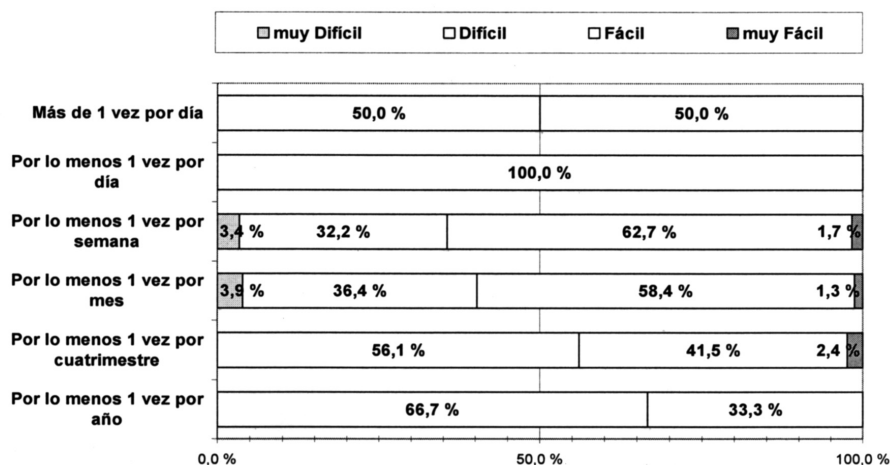 muy Difícil Difícil Fácil muy Fácil
Más de 1 vez por día
50,0 % 50,0 %
Por lo menos 1 vez por
día
100,0 %
Por lo menos 1 vez por
semana
3,4 % 32,2 % 62,7 % 1,7 %
Por lo menos 1 vez por
mes
3,9 % 36,4 % 58,4 % 1,3 %
Por lo menos 1 vez por
cuatrimestre
56,1 % 41,5 % 2,4 %
Por lo menos 1 vez por
año
66,7 % 33,3 %
0,0 % 50,0 % 100,0 %